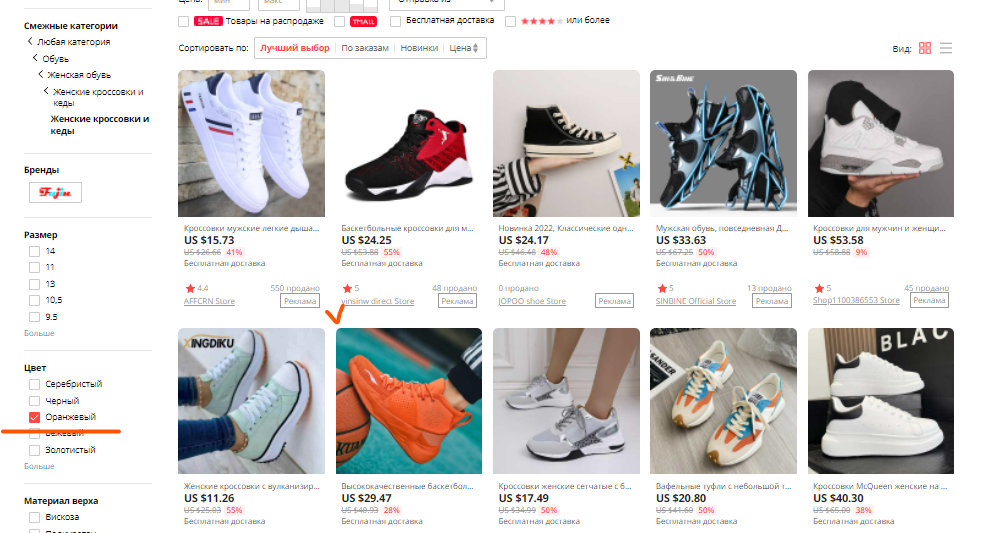 Цена:
мин
макс
Отправка из
SALE Товары на распродаже
TMALL
Бесплатная доставка
или более
Смежные категории
Любая категория
Обувь
Женская обувь
Женские кроссовки и
кеды
Женские кроссовки и
кеды
Бренды
Размер
14
11
13
10,5
9.5
Больше
Цвет
Серебристый
Черный
Оранжевый
Бежевый
Золотистый
Больше
Материал верха
Вискоза
Сортировать по: Лучший выбор По заказам Новинки Цена
Вид:
Кроссовки мужские легкие дыша...
US $15.73
US $26.66 41%
Бесплатная доставка
4.4 550 продано
AFFCRN Store Реклама
Баскетбольные кроссовки для м...
US $24.25
US $53.88 55%
Бесплатная доставка
5 48 продано
vinsinw direct Store Реклама
Новинка 2022, Классические одн...
US $24.17
US $46.48 48%
Бесплатная доставка
0 продано
JOPOO shoe Store Реклама
Мужская обувь, повседневная Д...
US $33.63
US $67.25 50%
Бесплатная доставка
5 13 продано
SINBINE Official Store Реклама
Кроссовки для мужчин и женщи...
US $53.58
US $58.88 9%
5 45 продано
Shop1100386553 Store Реклама
XINGDIKU
Женские кроссовки с вулканизир...
US $11.26
US $25.03 55%
Бесплатная доставка
Высококачественные баскетбол...
US $29.47
US $40.93 28%
Бесплатная доставка
Кроссовки женские сетчатые с б...
US $17.49
US $34.99 50%
Бесплатная доставка
Вафельные туфли с небольшой т...
US $20.80
US $41.60 50%
Бесплатная доставка
BLAC
Кроссовки McQueen женские на ...
US $40.30
US $65.00 38%
Бесплатная доставка